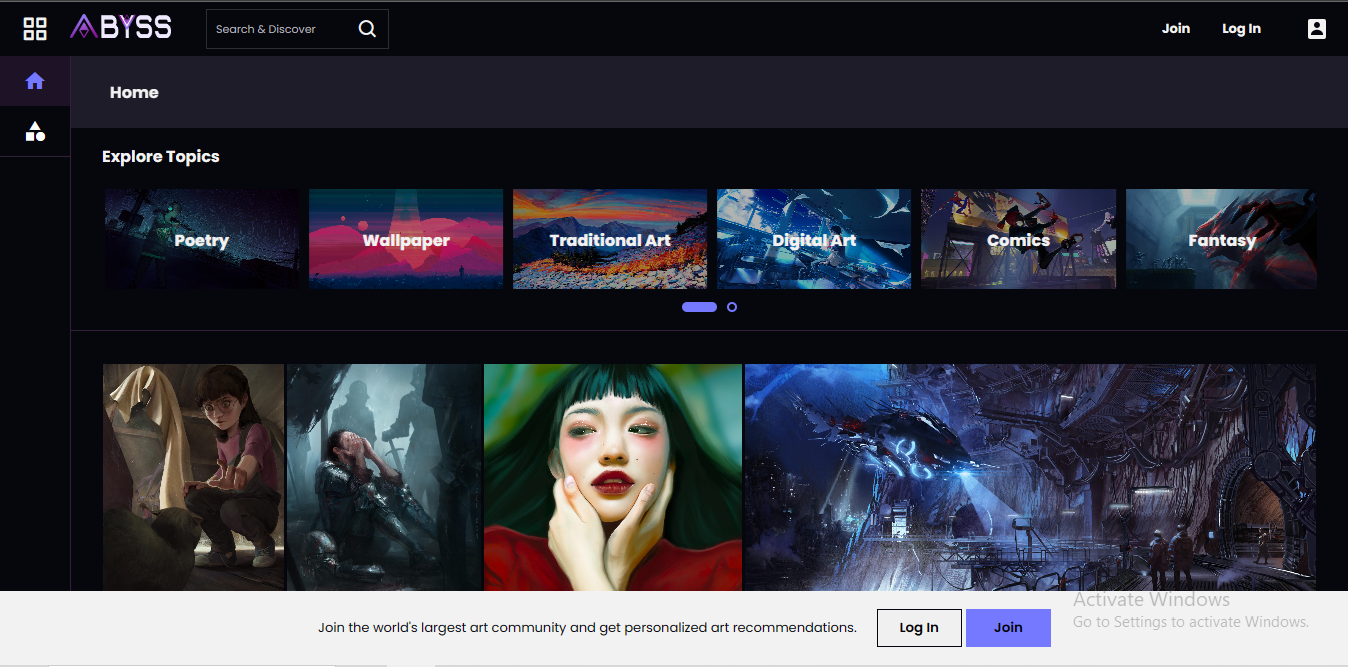 ABYSS
Search & Discover
Join
Log In
Home
Explore Topics
Poetry
Wallpaper
Traditional Art
Digital Art
Comics
Fantasy
Join the world's largest art community and get personalized art recommendations.
Log In
Join
Activate Windows
Go to Settings to activate Windows.